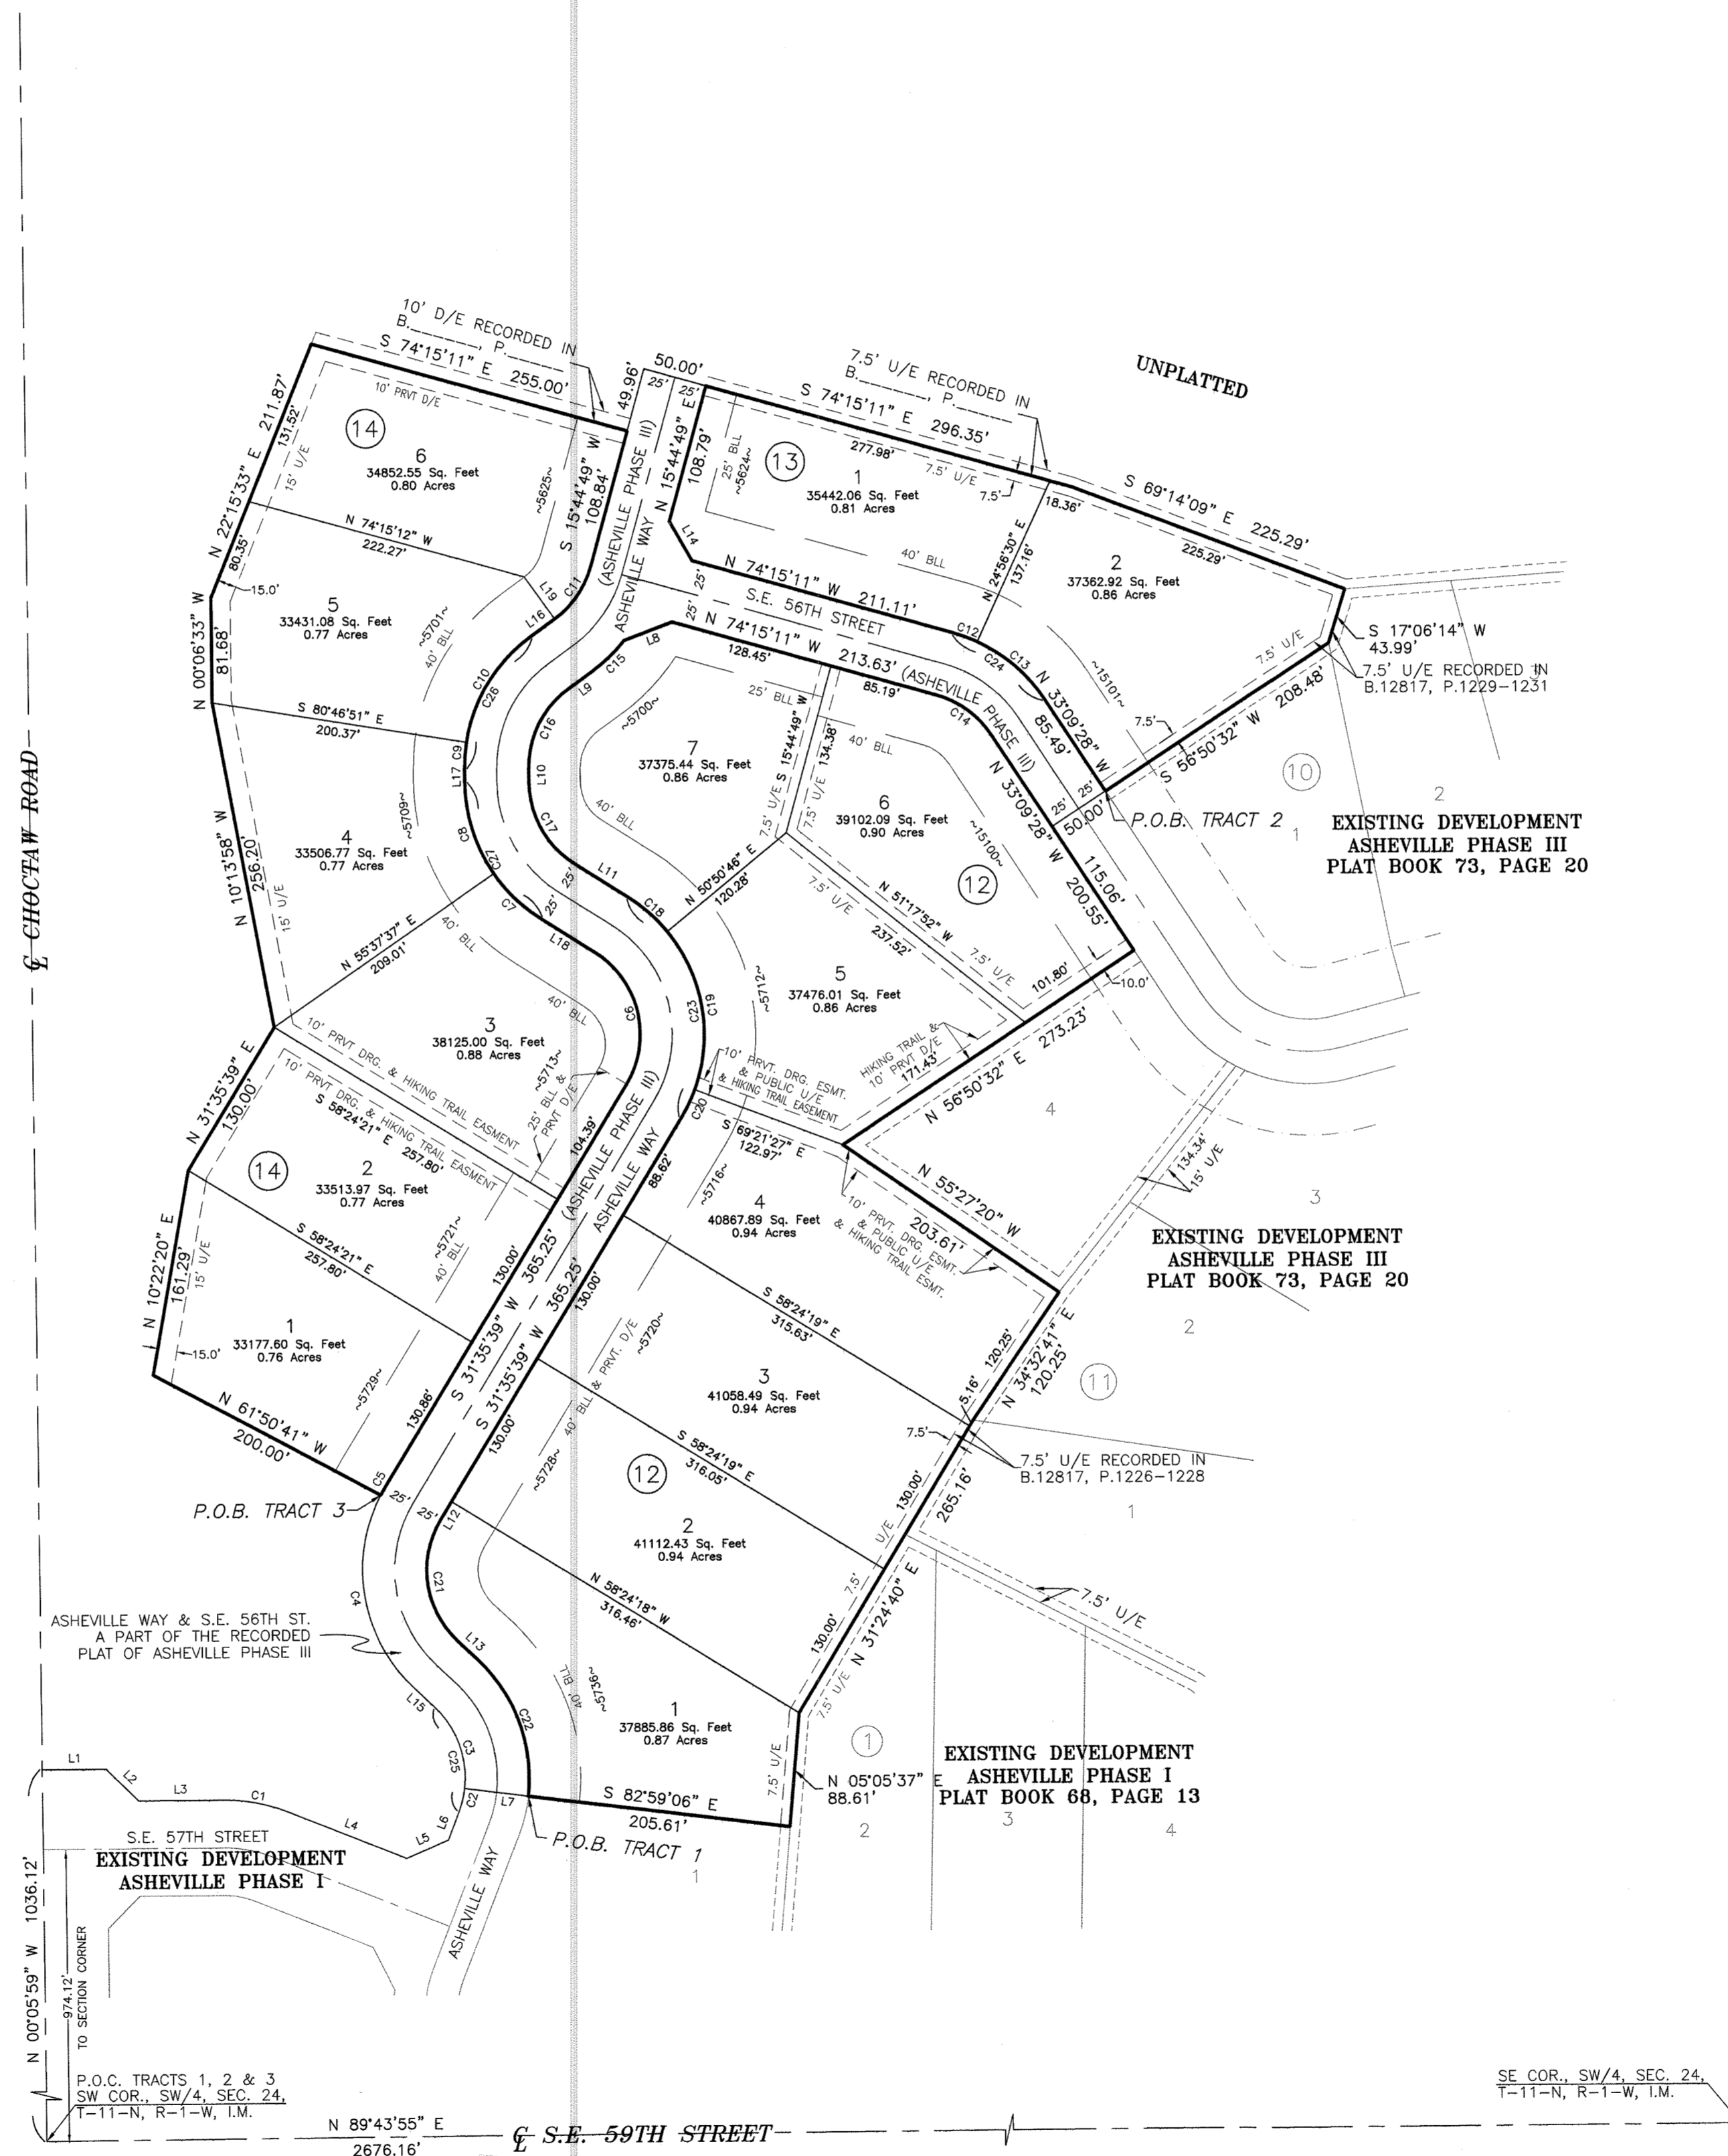 10' D/E RECORDED IN
B.______, P.______
S 74°15'11" E 255.00'
10' PRVT D/E
49.96'
50.00'
25'
25'
7.5' U/E RECORDED IN
B.______, P.______
S 74°15'11" E 296.35'
277.98'
7.5' U/E
7.5'
18.36'
UNPLATTED
S 69°14'09" E 225.29'
225.29'
N 22°15'33" E 211.87'
131.52'
15' U/E
80.35'
15.0'
14
6
34852.55 Sq. Feet
0.80 Acres
~5625~
S 15°44'49" W
108.84'
(ASHEVILLE PHASE III)
ASHEVILLE WAY
N 15°44'49" E
108.79'
25' BLL
~5624~
13
1
35442.06 Sq. Feet
0.81 Acres
40' BLL
N 24°56'30" E
137.16'
2
37362.92 Sq. Feet
0.86 Acres
S 17°06'14" W
43.99'
7.5' U/E
7.5' U/E RECORDED IN
B.12817, P.1229-1231
7.5'
S 56°50'32" W 208.48'
N 74°15'12" W
222.27'
L19
C11
L16
L14
N 74°15'11" W 211.11'
S.E. 56TH STREET
25'
25'
N 74°15'11" W 213.63' (ASHEVILLE PHASE III)
128.45'
85.19'
C12
C13
C24
N 33°09'28" W
85.49'
~15101~
C14
25'
25'
50.00'
P.O.B. TRACT 2
N 00°06'33" W
81.68'
5
33431.08 Sq. Feet
0.77 Acres
~5701~
40' BLL
C10
C26
S 80°46'51" E
200.37'
C9
L17
L8
C15
L9
C16
L10
C17
~5700~
25' BLL
7
37375.44 Sq. Feet
0.86 Acres
40' BLL
7.5' U/E S 15°44'49" W
7.5' U/E 134.38'
40' BLL
6
39102.09 Sq. Feet
0.90 Acres
~15100~
12
N 33°09'28" W 200.55'
115.06'
10
1
2
EXISTING DEVELOPMENT
ASHEVILLE PHASE III
PLAT BOOK 73, PAGE 20
℄ CHOCTAW ROAD
N 10°13'58" W
256.20'
15' U/E
4
33506.77 Sq. Feet
0.77 Acres
~5709~
C8
C27
C7
25'
25'
L11
L18
C18
N 50°50'46" E
120.28'
N 51°17'52" W
237.52'
7.5' U/E
7.5' U/E
101.80'
10.0'
N 55°37'37" E
209.01'
40' BLL
40' BLL
C6
C23
C19
~5712~
5
37476.01 Sq. Feet
0.86 Acres
HIKING TRAIL &
10' PRVT D/E
171.43'
N 56°50'32" E 273.23'
3
38125.00 Sq. Feet
0.88 Acres
~5713~
25' BLL &
PRVT D/E
10' PRVT DRG. & HIKING TRAIL EASEMENT
10' PRVT DRG. & HIKING TRAIL EASMENT
S 58°24'21" E 257.80'
104.39'
N 31°35'39" E
130.00'
10' PRVT. DRG. ESMT.
& PUBLIC U/E
& HIKING TRAIL EASEMENT
C20
S 69°21'27" E
122.97'
(ASHEVILLE PHASE III)
ASHEVILLE WAY
88.62'
~5716~
4
40867.89 Sq. Feet
0.94 Acres
N 55°27'20" W
203.61'
10' PRVT. DRG. ESMT.
& PUBLIC U/E
& HIKING TRAIL ESMT.
4
3
134.34'
15' U/E
EXISTING DEVELOPMENT
ASHEVILLE PHASE III
PLAT BOOK 73, PAGE 20
2
14
2
33513.97 Sq. Feet
0.77 Acres
~5721~
40' BLL
S 58°24'21" E
257.80'
130.00'
S 31°35'39" W 365.25'
S 31°35'39" W 365.25'
130.00'
N 10°22'20" E
161.29'
15' U/E
15.0'
1
33177.60 Sq. Feet
0.76 Acres
~5729~
130.86'
N 61°50'41" W
200.00'
C5
P.O.B. TRACT 3
25'
25'
S 58°24'19" E
315.63'
120.25'
N 34°32'41" E
120.25'
5.16'
11
40' BLL & PRVT. D/E
~5720~
3
41058.49 Sq. Feet
0.94 Acres
7.5'
7.5' U/E RECORDED IN
B.12817, P.1226-1228
1
130.00'
~5728~
S 58°24'19" E
316.05'
130.00'
265.16'
12
L12
2
41112.43 Sq. Feet
0.94 Acres
U/E
7.5'
N 58°24'18" W
316.46'
130.00'
N 31°24'40" E
7.5' U/E
7.5' U/E
C4
C21
ASHEVILLE WAY & S.E. 56TH ST.
A PART OF THE RECORDED
PLAT OF ASHEVILLE PHASE III
L13
L15
C22
40' BLL
~5736~
1
37885.86 Sq. Feet
0.87 Acres
7.5' U/E
1
N 05°05'37" E
88.61'
EXISTING DEVELOPMENT
ASHEVILLE PHASE I
PLAT BOOK 68, PAGE 13
2
3
4
L1
L2
L3
C1
L4
L5
L6
C2
C3
C25
L7
S 82°59'06" E
205.61'
P.O.B. TRACT 1
1
S.E. 57TH STREET
EXISTING DEVELOPMENT
ASHEVILLE PHASE I
ASHEVILLE WAY
N 00°05'59" W 1036.12'
974.12'
TO SECTION CORNER
P.O.C. TRACTS 1, 2 & 3
SW COR., SW/4, SEC. 24,
T-11-N, R-1-W, I.M.
N 89°43'55" E
2676.16'
℄ S.E. 59TH STREET
SE COR., SW/4, SEC. 24,
T-11-N, R-1-W, I.M.